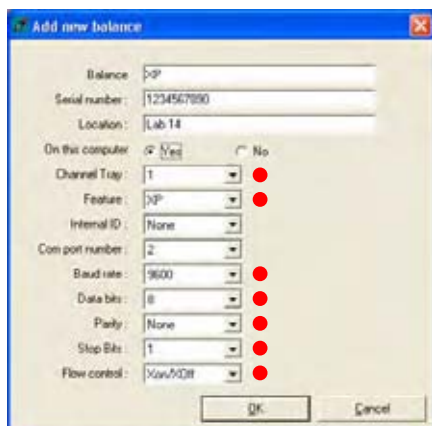 Add new balance
Balance XP
Serial number : 1234567890
Location : Lab 14
On this computer Yes No
Channel Tray : 1
Feature : XP
Internal ID : None
Com port number : 2
Baud rate : 9600
Data bits : 8
Parity : None
Stop Bits : 1
Flow control : Xon/XOff
OK Cancel